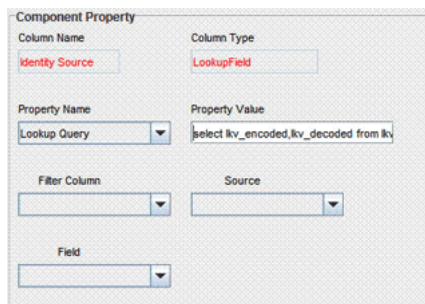 Component Property
Column Name Column Type
Identity Source LookupField
Property Name Property Value
Lookup Query select lkv_encoded,lkv_decoded from lkv
Filter Column Source
Field